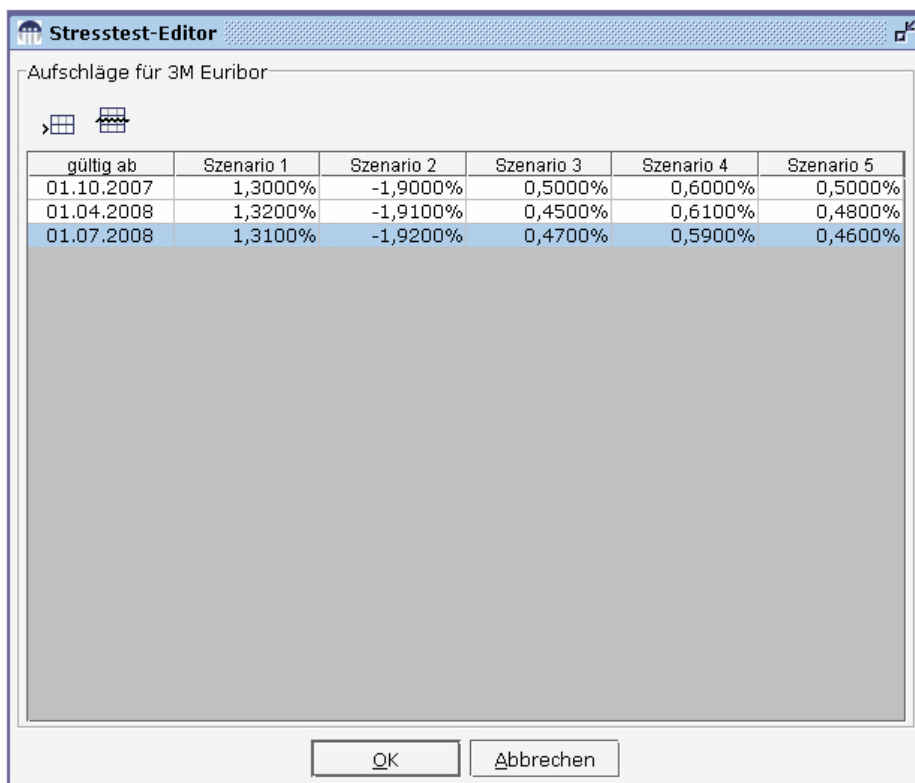 Stresstest-Editor
Aufschläge für 3M Euribor
gültig ab Szenario 1 Szenario 2 Szenario 3 Szenario 4 Szenario 5
01.10.2007 1,3000% -1,9000% 0,5000% 0,6000% 0,5000%
01.04.2008 1,3200% -1,9100% 0,4500% 0,6100% 0,4800%
01.07.2008 1,3100% -1,9200% 0,4700% 0,5900% 0,4600%
OK Abbrechen